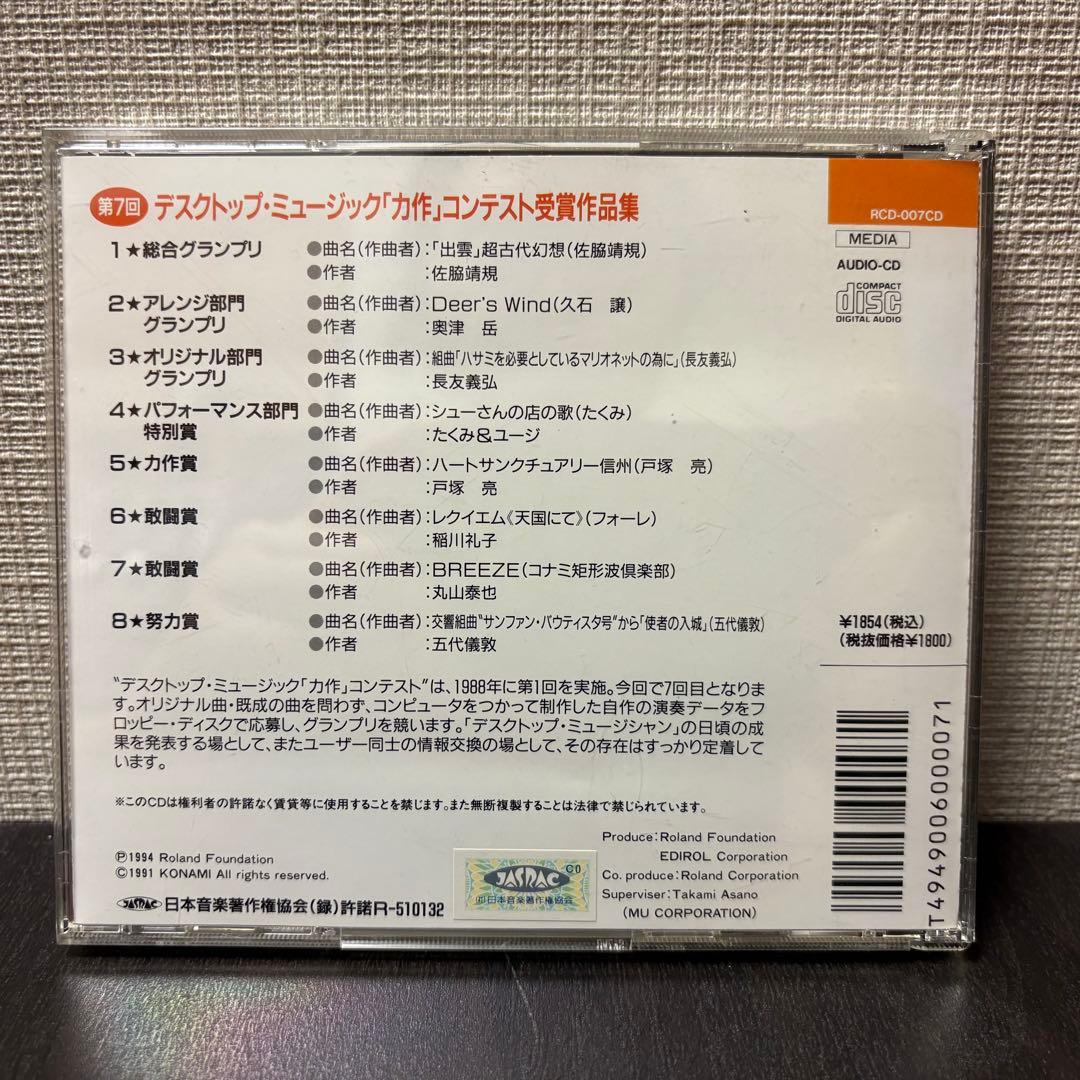 第7回 デスクトップ・ミュージック「力作」コンテスト受賞作品集
RCD-007CD
MEDIA
AUDIO-CD
COMPACT
disc
DIGITAL AUDIO
1★総合グランプリ ●曲名(作曲者):「出雲」超古代幻想(佐脇靖規)
●作者 :佐脇靖規
2★アレンジ部門 ●曲名(作曲者):Deer's Wind(久石 譲)
グランプリ ●作者 :奥津 岳
3★オリジナル部門 ●曲名(作曲者):組曲「ハサミを必要としているマリオネットの為に」(長友義弘)
グランプリ ●作者 :長友義弘
4★パフォーマンス部門 ●曲名(作曲者):シューさんの店の歌(たくみ)
特別賞 ●作者 :たくみ&ユージ
5★力作賞 ●曲名(作曲者):ハートサンクチュアリー信州(戸塚 亮)
●作者 :戸塚 亮
6★敢闘賞 ●曲名(作曲者):レクイエム《天国にて》(フォーレ)
●作者 :稲川礼子
7★敢闘賞 ●曲名(作曲者):BREEZE(コナミ矩形波倶楽部)
●作者 :丸山泰也
8★努力賞 ●曲名(作曲者):交響組曲"サンファン・バウティスタ号"から「使者の入城」(五代儀敦)
●作者 :五代儀敦
¥1854(税込)
(税抜価格¥1800)
"デスクトップ・ミュージック「力作」コンテスト"は、1988年に第1回を実施。今回で7回目となりま
す。オリジナル曲・既成の曲を問わず、コンピュータをつかって制作した自作の演奏データをフ
ロッピー・ディスクで応募し、グランプリを競います。「デスクトップ・ミュージシャン」の日頃の成
果を発表する場として、またユーザー同士の情報交換の場として、その存在はすっかり定着して
います。
※このCDは権利者の許諾なく賃貸等に使用することを禁じます。また無断複製することは法律で禁じられています。
Ⓟ1994 Roland Foundation
©1991 KONAMI All rights reserved.
JASRAC 日本音楽著作権協会(録)許諾R-510132
JASRAC C0
(社)日本音楽著作権協会
Produce:Roland Foundation
EDIROL Corporation
Co. produce:Roland Corporation
Superviser:Takami Asano
(MU CORPORATION)
T4949006000071